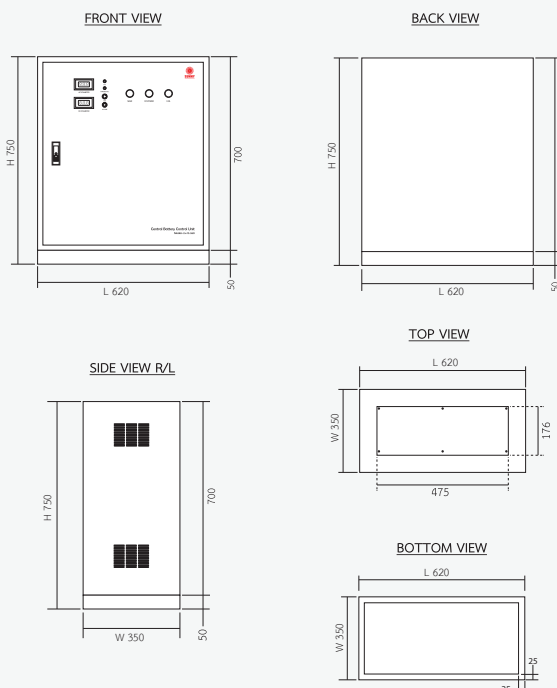 FRONT VIEW
H 750
700
50
L 620
Central Battery Control Unit
BACK VIEW
H 750
50
L 620
SIDE VIEW R/L
H 750
700
50
W 350
TOP VIEW
L 620
W 350
176
475
BOTTOM VIEW
L 620
W 350
25
25